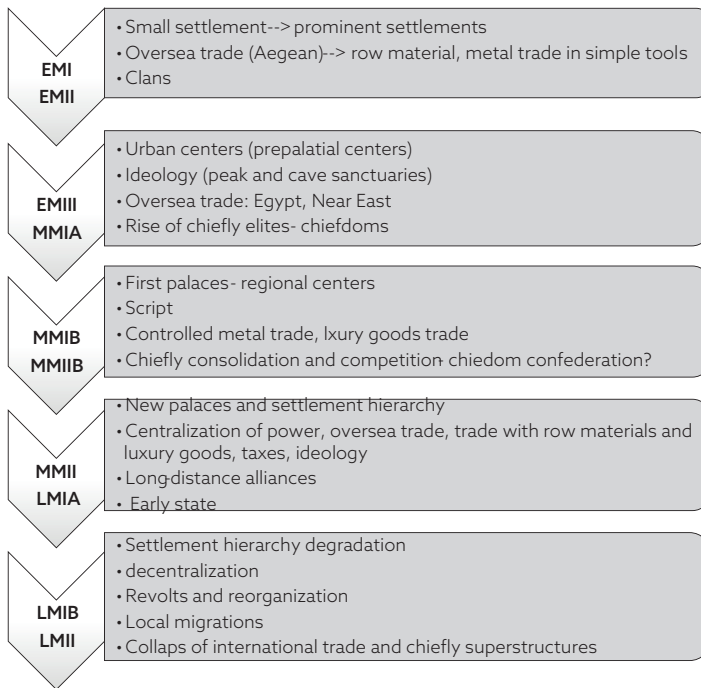 EMI
EMII
• Small settlement--> prominent settlements
• Oversea trade (Aegean)--> row material, metal trade in simple tools
• Clans
EMIII
MMIA
• Urban centers (prepalatial centers)
• Ideology (peak and cave sanctuaries)
• Oversea trade: Egypt, Near East
• Rise of chiefly elites- chiefdoms
MMIB
MMIIB
• First palaces- regional centers
• Script
• Controlled metal trade, lxury goods trade
• Chiefly consolidation and competition- chiedom confederation?
MMII
LMIA
• New palaces and settlement hierarchy
• Centralization of power, oversea trade, trade with row materials and
luxury goods, taxes, ideology
• Long-distance alliances
• Early state
LMIB
LMII
• Settlement hierarchy degradation
• decentralization
• Revolts and reorganization
• Local migrations
• Collaps of international trade and chiefly superstructures